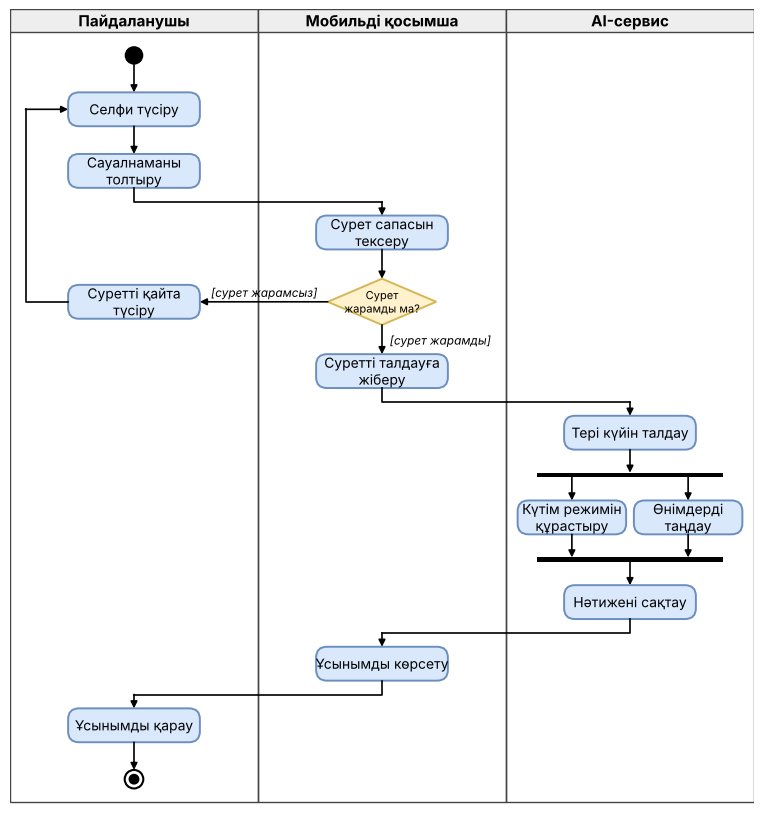 Пайдаланушы
Мобильді қосымша
AI-сервис
Селфи түсіру
Сауалнаманы
толтыру
Сурет сапасын
тексеру
Суретті қайта
түсіру
[сурет жарамсыз]
Сурет
жарамды ма?
[сурет жарамды]
Суретті талдауға
жіберу
Тері күйін талдау
Күтім режимін
құрастыру
Өнімдерді
таңдау
Нәтижені сақтау
Ұсынымды көрсету
Ұсынымды қарау